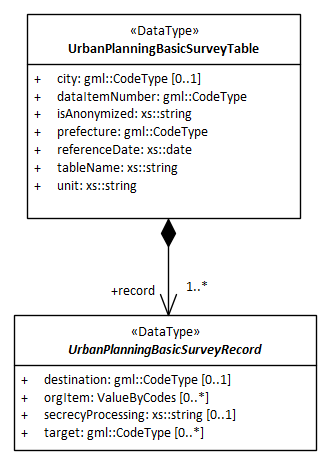 «DataType»
UrbanPlanningBasicSurveyTable
+ city: gml::CodeType [0..1]
+ dataItemNumber: gml::CodeType
+ isAnonymized: xs::string
+ prefecture: gml::CodeType
+ referenceDate: xs::date
+ tableName: xs::string
+ unit: xs::string
+record 1..*
«DataType»
UrbanPlanningBasicSurveyRecord
+ destination: gml::CodeType [0..1]
+ orgItem: ValueByCodes [0..*]
+ secrecyProcessing: xs::string [0..1]
+ target: gml::CodeType [0..*]